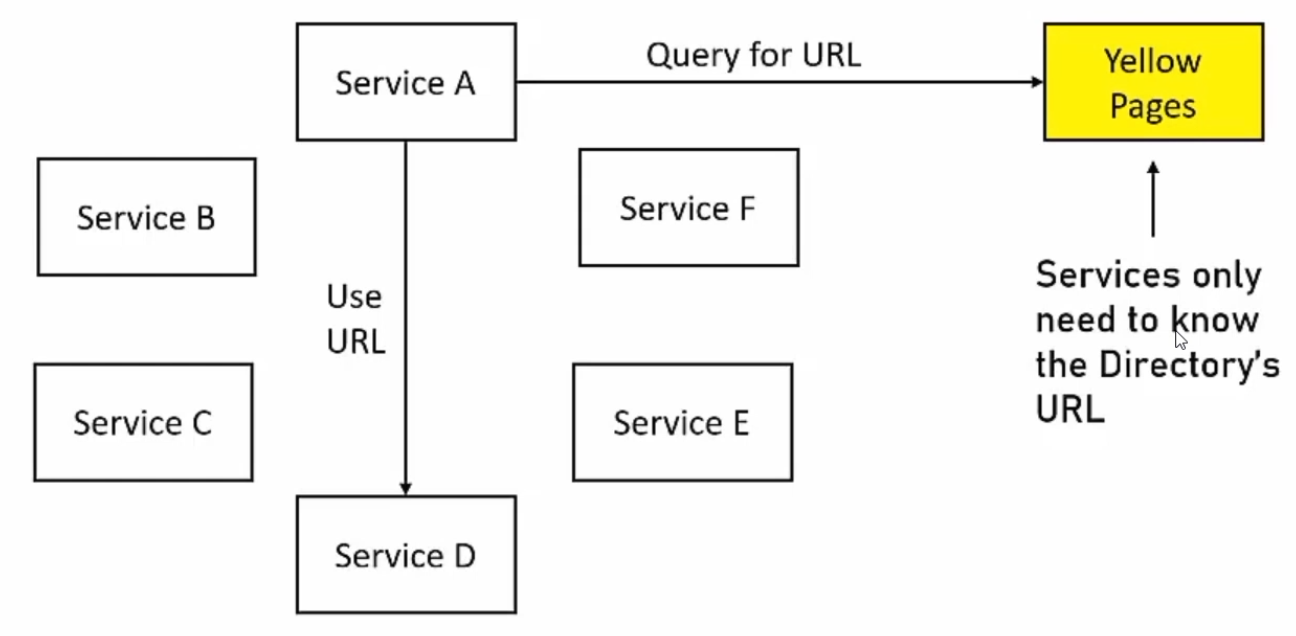 Service A
Query for URL
Yellow
Pages
Service B
Service F
Use
URL
Services only
need to know
the Directory's
URL
Service C
Service E
Service D